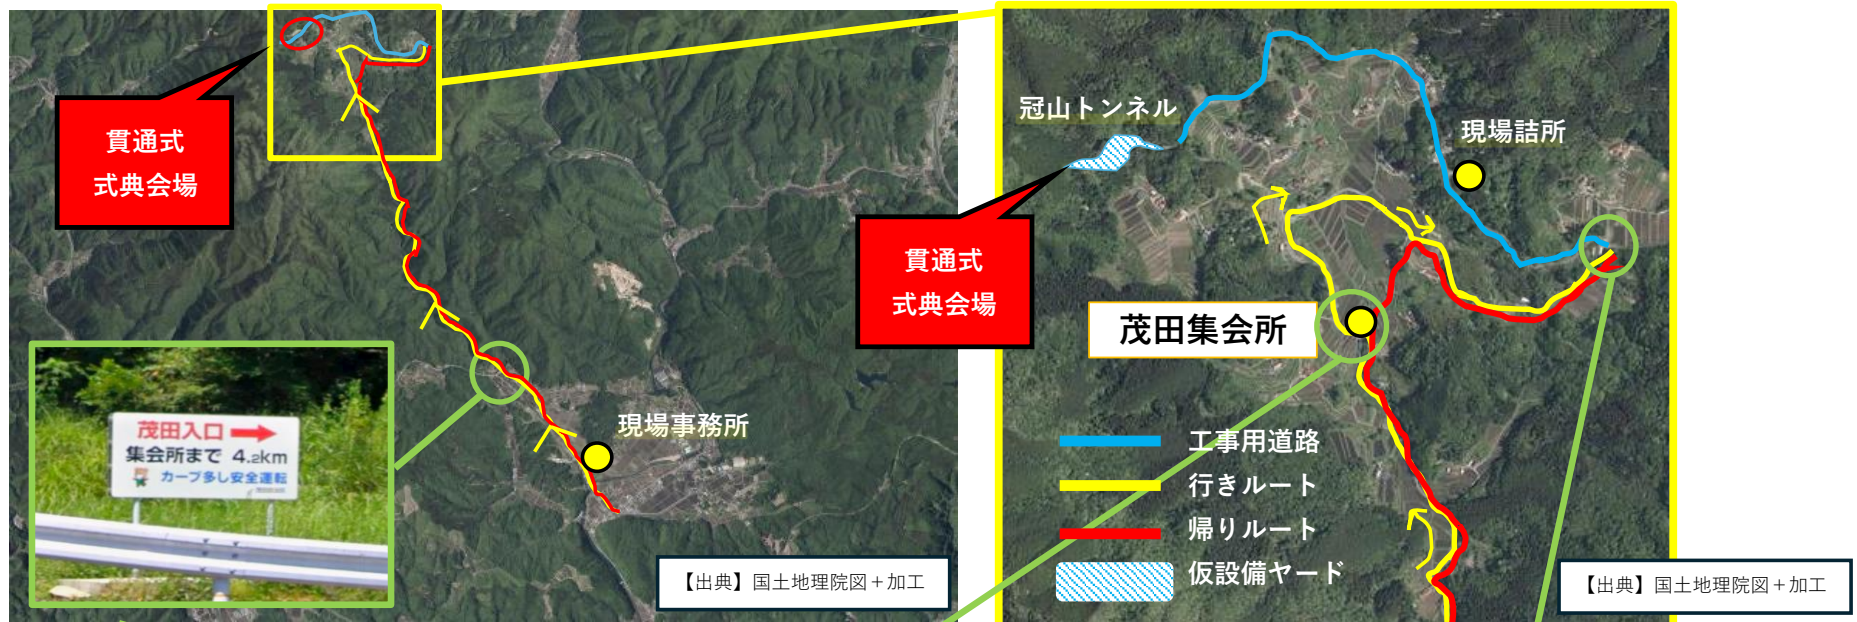 貫通式
式典会場
茂田入口
集会所まで 4.2km
カーブ多し安全運転
現場事務所
【出典】国土地理院図＋加工
冠山トンネル
現場詰所
貫通式
式典会場
茂田集会所
工事用道路
行きルート
帰りルート
仮設備ヤード
【出典】国土地理院図＋加工